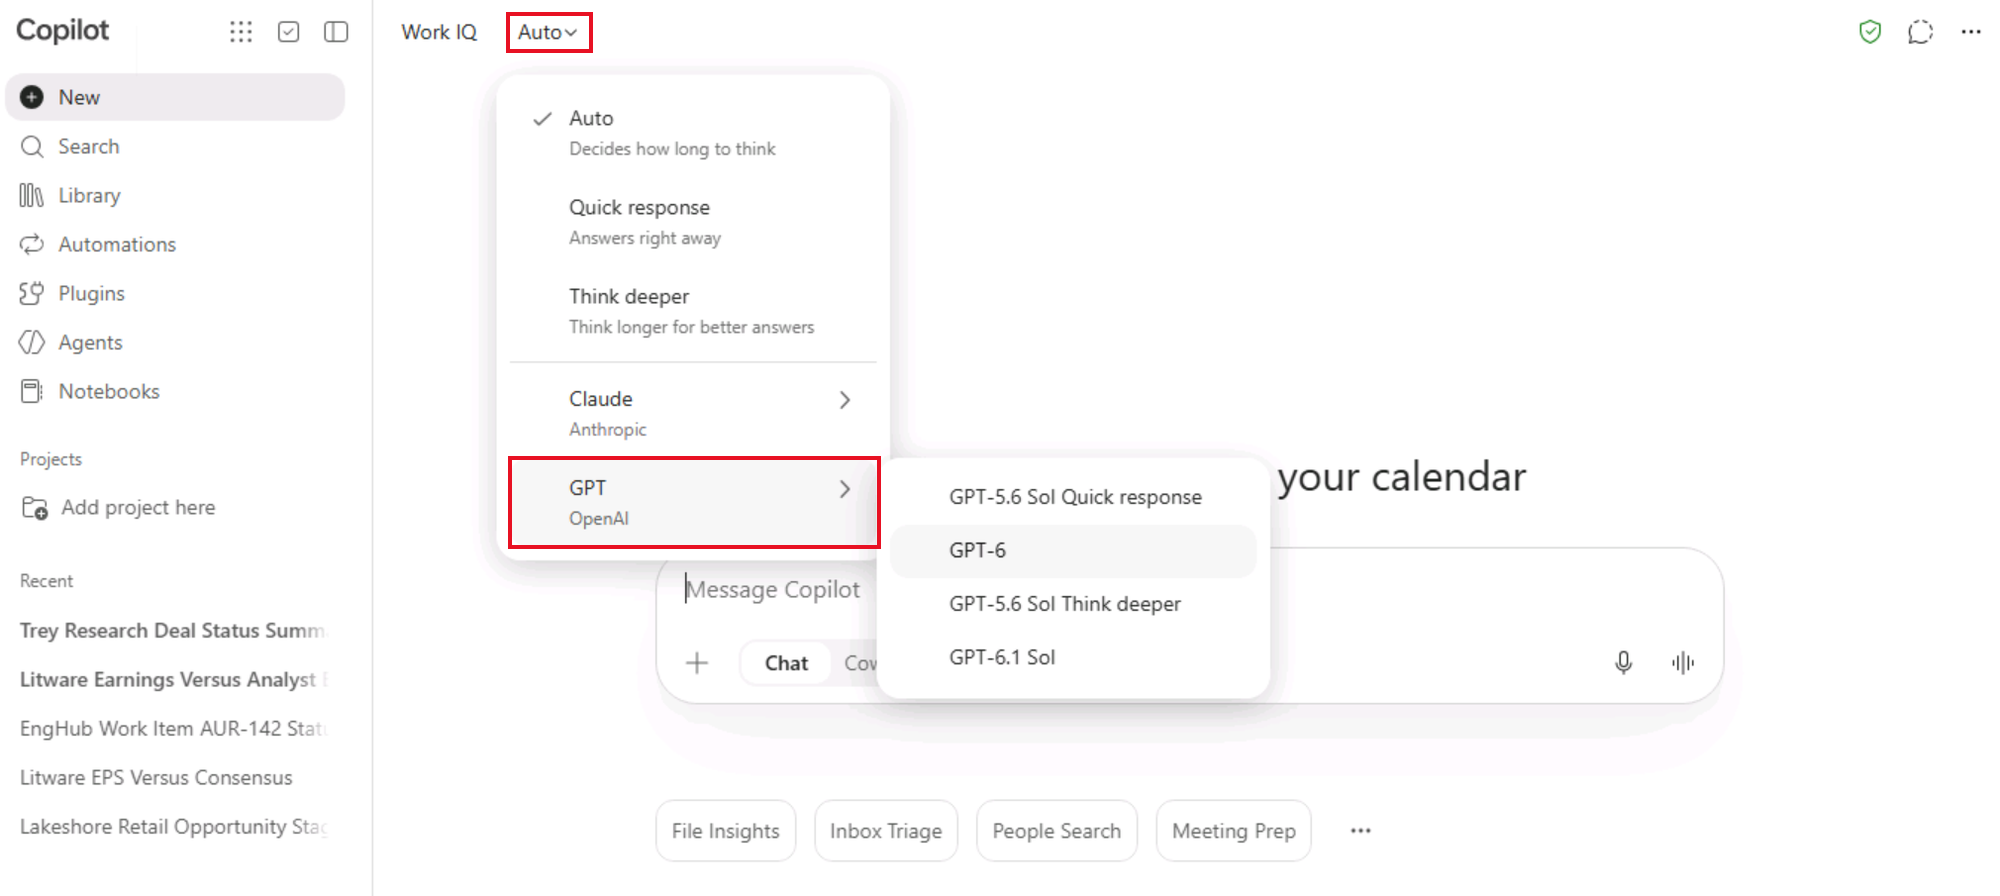 Copilot
New
Search
Library
Automations
Plugins
Agents
Notebooks
Projects
Add project here
Recent
Trey Research Deal Status Summ
Litware Earnings Versus Analyst
EngHub Work Item AUR-142 Statu
Litware EPS Versus Consensus
Lakeshore Retail Opportunity Stag
Work IQ
Auto
Auto
Decides how long to think
Quick response
Answers right away
Think deeper
Think longer for better answers
Claude
Anthropic
GPT
OpenAI
GPT-5.6 Sol Quick response
GPT-6
GPT-5.6 Sol Think deeper
GPT-6.1 Sol
your calendar
Message Copilot
Chat
Cow
File Insights
Inbox Triage
People Search
Meeting Prep